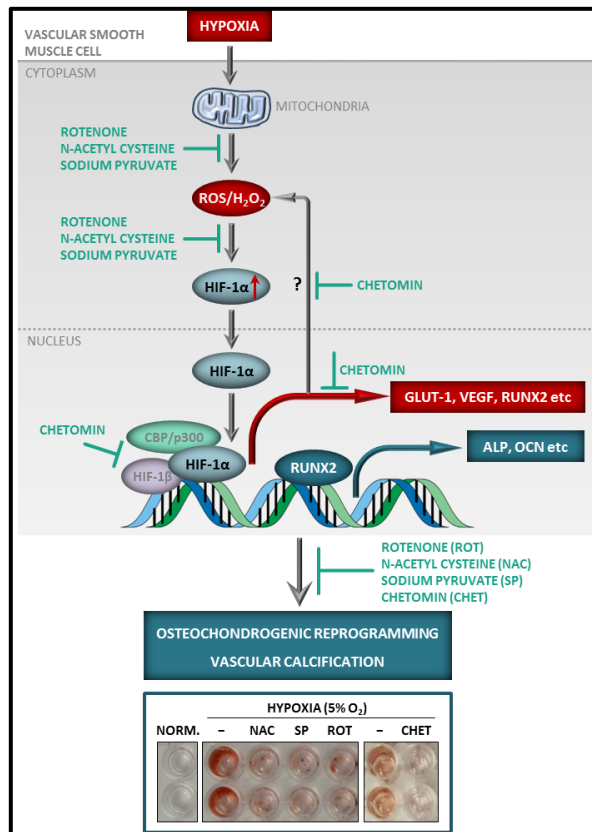 HYPOXIA
VASCULAR SMOOTH
MUSCLE CELL
CYTOPLASM
MITOCHONDRIA
ROTENONE
N-ACETYL CYSTEINE
SODIUM PYRUVATE
ROS/H₂O₂
ROTENONE
N-ACETYL CYSTEINE
SODIUM PYRUVATE
HIF-1α
?
CHETOMIN
NUCLEUS
HIF-1α
CHETOMIN
GLUT-1, VEGF, RUNX2 etc
CHETOMIN
CBP/p300
ALP, OCN etc
HIF-1β
HIF-1α
RUNX2
ROTENONE (ROT)
N-ACETYL CYSTEINE (NAC)
SODIUM PYRUVATE (SP)
CHETOMIN (CHET)
OSTEOCHONDROGENIC REPROGRAMMING
VASCULAR CALCIFICATION
HYPOXIA (5% O₂)
NORM. – NAC SP ROT – CHET